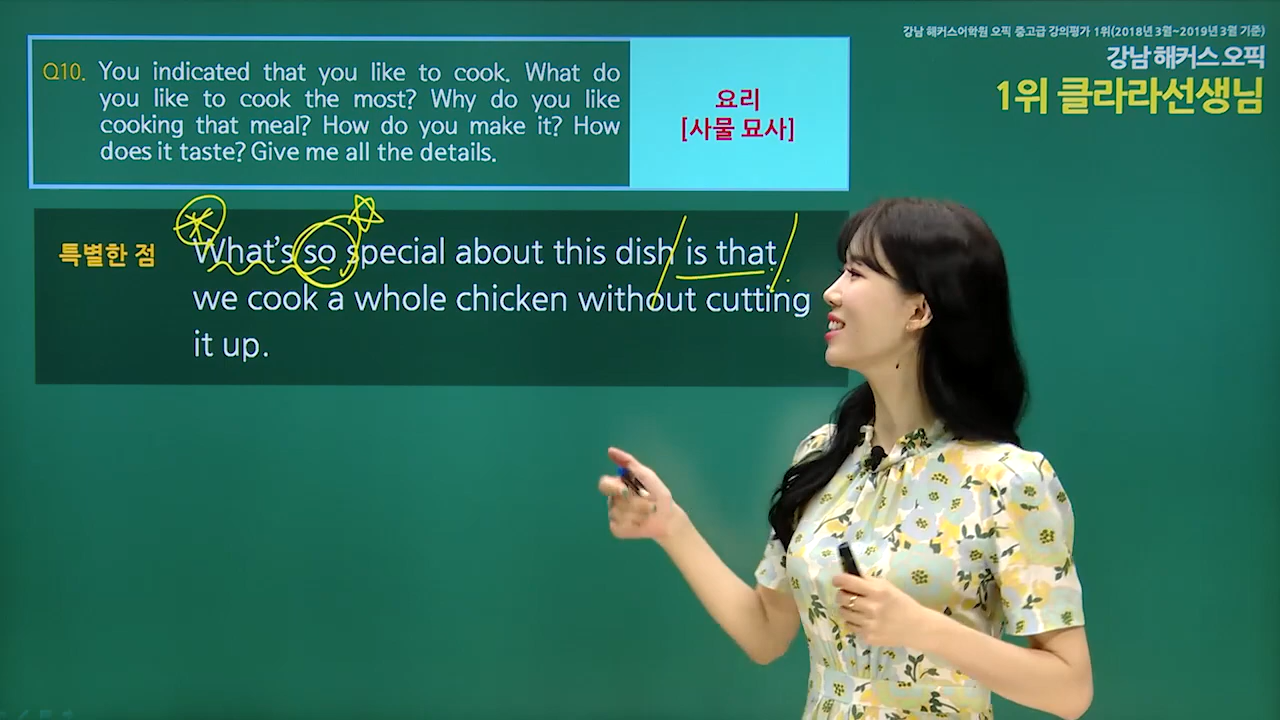 강남 해커스어학원 오픽 중고급 강의평가 1위(2018년 3월~2019년 3월 기준)
강남 해커스 오픽
1위 클라라선생님
Q10. You indicated that you like to cook. What do
you like to cook the most? Why do you like
cooking that meal? How do you make it? How
does it taste? Give me all the details.
요리
[사물 묘사]
특별한 점
What's so special about this dish is that
we cook a whole chicken without cutting
it up.